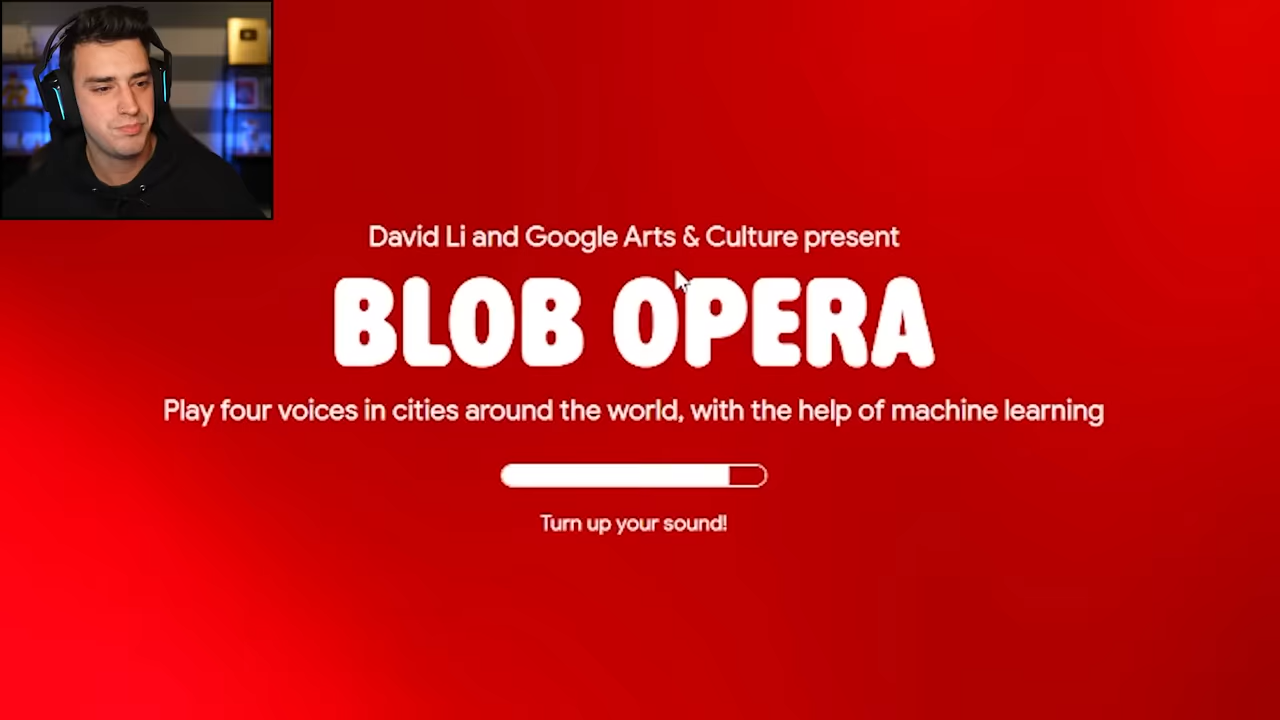 David Li and Google Arts & Culture present
BLOB OPERA
Play four voices in cities around the world, with the help of machine learning
Turn up your sound!